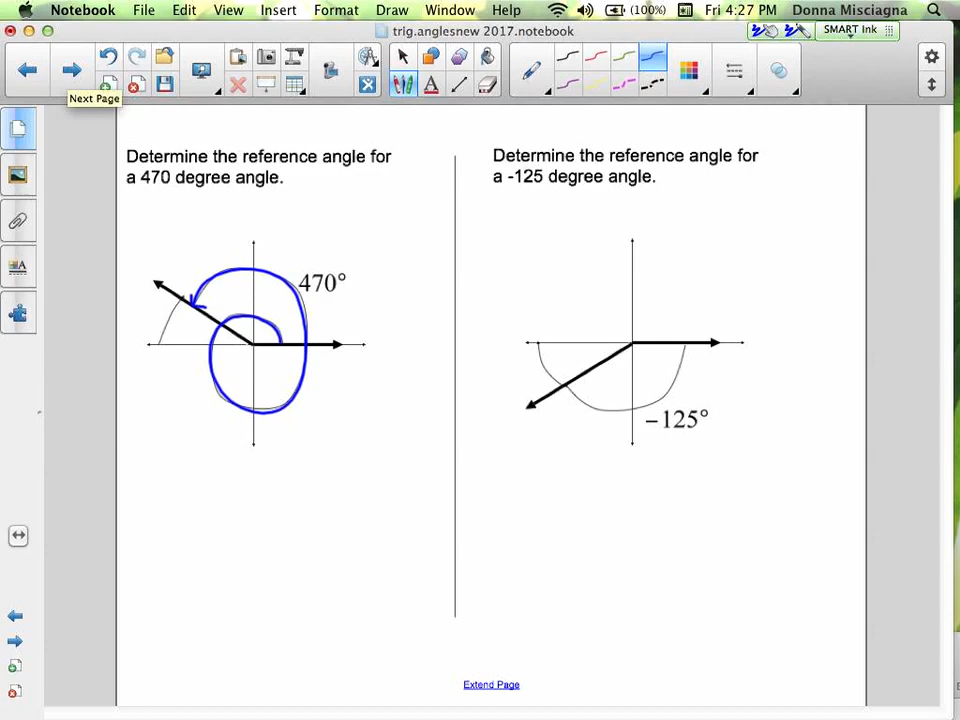 Notebook File Edit View Insert Format Draw Window Help (100%) Fri 4:27 PM Donna Misciagna
trig.anglesnew 2017.notebook
SMART Ink
Next Page
Determine the reference angle for
a 470 degree angle.
470°
Determine the reference angle for
a -125 degree angle.
−125°
Extend Page